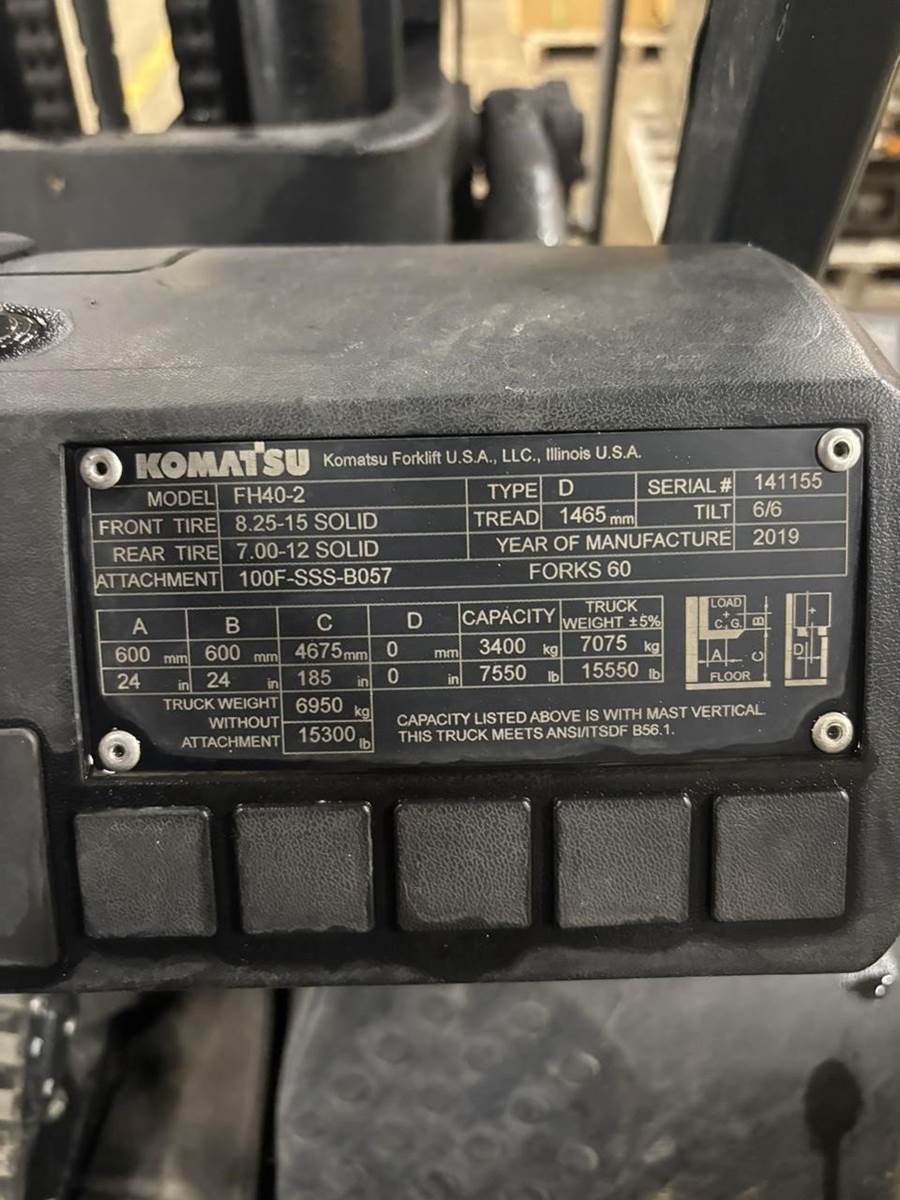 KOMATSU Komatsu Forklift U.S.A., LLC., Illinois U.S.A.
MODEL FH40-2 TYPE D SERIAL # 141155
FRONT TIRE 8.25-15 SOLID TREAD 1465 mm TILT 6/6
REAR TIRE 7.00-12 SOLID YEAR OF MANUFACTURE 2019
ATTACHMENT 100F-SSS-B057 FORKS 60
A B C D CAPACITY TRUCK WEIGHT ±5%
600 mm 600 mm 4675 mm 0 mm 3400 kg 7075 kg
24 in 24 in 185 in 0 in 7550 lb 15550 lb
TRUCK WEIGHT WITHOUT ATTACHMENT 6950 kg
15300 lb
CAPACITY LISTED ABOVE IS WITH MAST VERTICAL.
THIS TRUCK MEETS ANSI/ITSDF B56.1.
LOAD
C. G. B
A C D
FLOOR